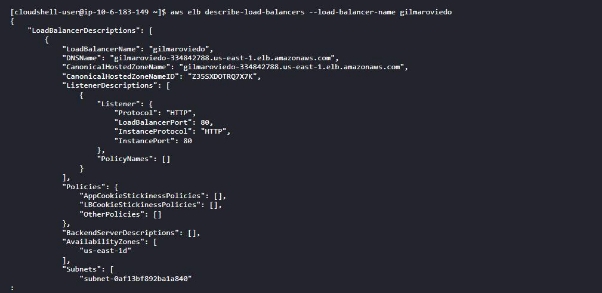 [cloudshell-user@ip-10-6-183-149 ~]$ aws elb describe-load-balancers --load-balancer-name gilmaroviedo
{
    "LoadBalancerDescriptions": [
        {
            "LoadBalancerName": "gilmaroviedo",
            "DNSName": "gilmaroviedo-334842788.us-east-1.elb.amazonaws.com",
            "CanonicalHostedZoneName": "gilmaroviedo-334842788.us-east-1.elb.amazonaws.com",
            "CanonicalHostedZoneNameID": "Z35SXDOTRQ7X7K",
            "ListenerDescriptions": [
                {
                    "Listener": {
                        "Protocol": "HTTP",
                        "LoadBalancerPort": 80,
                        "InstanceProtocol": "HTTP",
                        "InstancePort": 80
                    },
                    "PolicyNames": []
                }
            ],
            "Policies": {
                "AppCookieStickinessPolicies": [],
                "LBCookieStickinessPolicies": [],
                "OtherPolicies": []
            },
            "BackendServerDescriptions": [],
            "AvailabilityZones": [
                "us-east-1d"
            ],
            "Subnets": [
                "subnet-0af13bf892ba1a840"
: